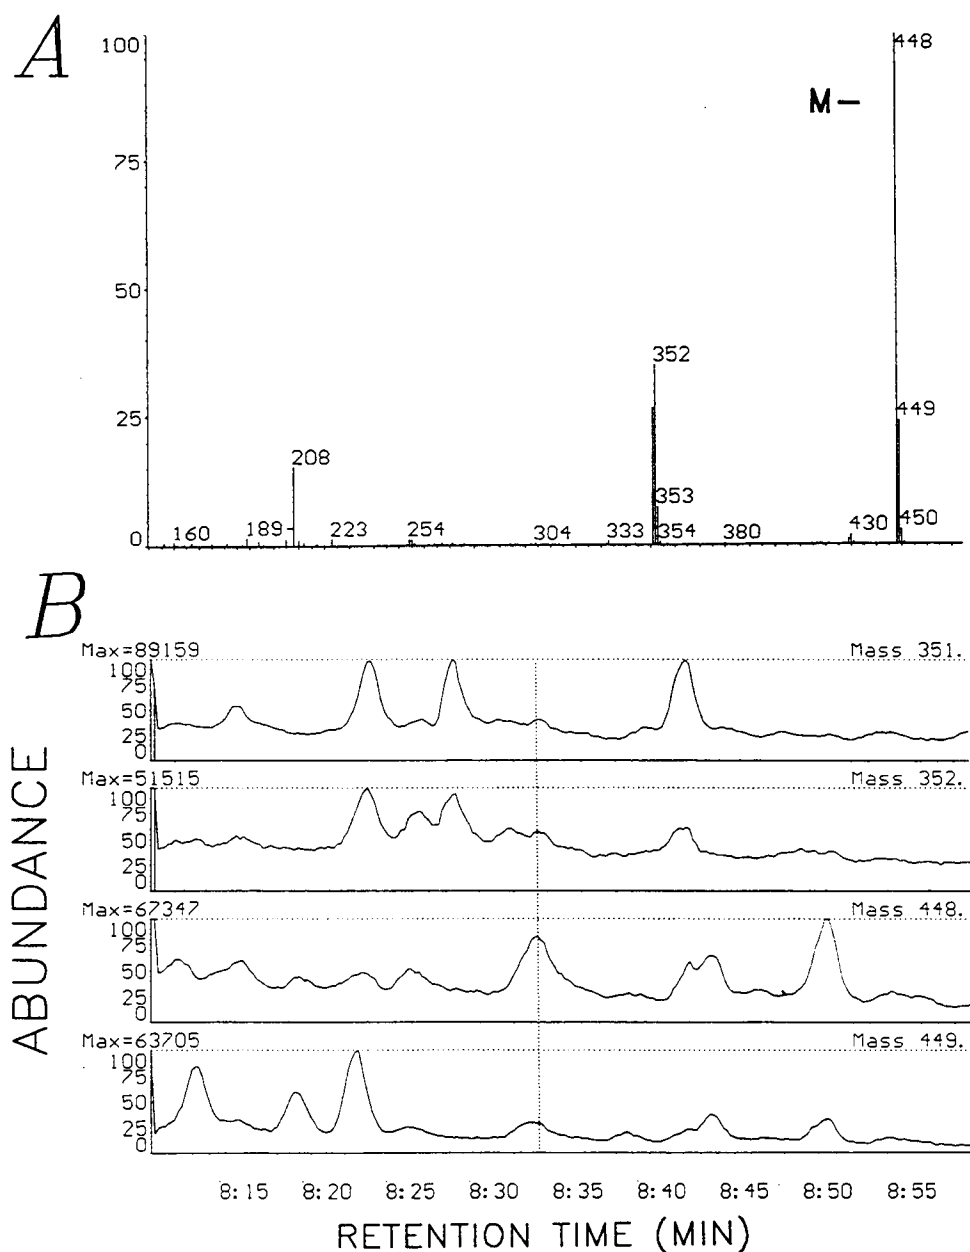 A
100
75
50
25
0
448
M−
352
449
208
353
160
189
223
254
304
333
354
380
430
450
B
Max=89159
Mass 351.
100
75
50
25
0
Max=51515
Mass 352.
100
75
50
25
0
Max=67347
Mass 448.
100
75
50
25
0
Max=63705
Mass 449.
100
75
50
25
0
ABUNDANCE
8:15 8:20 8:25 8:30 8:35 8:40 8:45 8:50 8:55
RETENTION TIME (MIN)